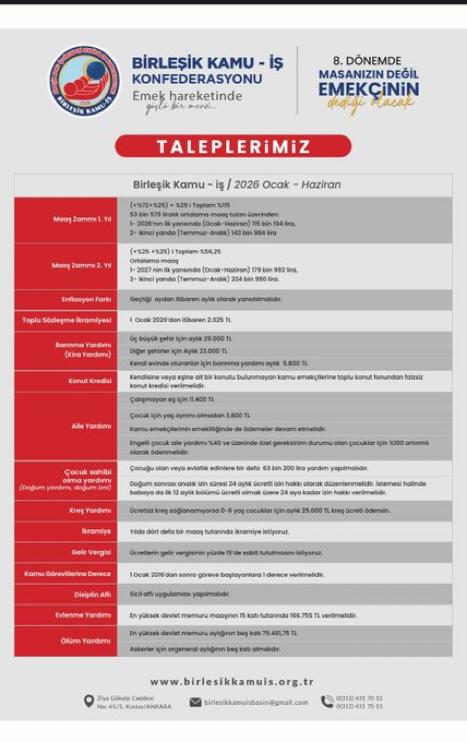 BİRLEŞİK KAMU-İŞ
BİRLEŞİK KAMU - İŞ
KONFEDERASYONU
Emek hareketinde
güçlü bir mevzi...
8. DÖNEMDE
MASANIZIN DEĞİL
EMEKÇİNİN
dediği olacak
TALEPLERİMİZ
Birleşik Kamu - iş / 2026 Ocak - Haziran
Maaş Zammı 1. Yıl
(+%72+%25) + %25 I Toplam %115
53 bin 579 liralık ortalama maaş tutarı üzerinden:
1- 2026'nın ilk yarısında (Ocak-Haziran) 115 bin 194 lira,
2- ikinci yarıda (Temmuz-Aralık) 143 bin 984 lira
Maaş Zammı 2. Yıl
(+%25 +%25) I Toplam %56,25
Ortalama maaş
1- 2027 nin ilk yarısında (Ocak-Haziran) 179 bin 992 lira,
2- ikinci yarıda (Temmuz-Aralık) 224 bin 990 lira.
Enflasyon Farkı
Geçtiği aydan itibaren aylık olarak yansıtılmalıdır.
Toplu Sözleşme İkramiyesi
1 Ocak 2026'dan itibaren 2.025 TL
Barınma Yardımı
(Kira Yardımı)
Üç büyük şehir için aylık 29.000 TL
Diğer şehirler için Aylık 23.000 TL
Kendi evinde oturanlar için barınma yardımı aylık 5.800 TL
Konut Kredisi
Kendisine veya eşine ait bir konutu bulunmayan kamu emekçilerine toplu konut fonundan faizsiz
konut kredisi verilmelidir.
Aile Yardımı
Çalışmayan eş için 11.400 TL
Çocuk için yaş ayrımı olmadan 3.800 TL
Kamu emekçilerinin emekliliğinde de ödemeler devam etmelidir.
Engelli çocuk aile yardımı %40 ve üzerinde özel gereksinim durumu olan çocuklar için %100 artırımlı
olarak ödenmelidir.
Çocuk sahibi
olma yardımı
(Doğum yardımı, doğum izni)
Çocuğu olan veya evlatlık edinilere bir defa 63 bin 200 lira yardım yapılmalıdır.
Doğum sonrası analık izin süresi 24 aylık ücretli izin hakkı olarak düzenlenmelidir. İstemesi halinde
babaya da ilk 12 aylık bölümü ücretli olmak üzere 24 aya kadar izin hakkı verilmelidir.
Kreş Yardımı
Ücretsiz kreş sağlanamıyorsa 0-6 yaş çocuklar için aylık 25.000 TL kreş ücreti ödensin.
İkramiye
Yılda dört defa bir maaş tutarında ikramiye istiyoruz.
Gelir Vergisi
Ücretlerin gelir vergisinin yüzde 15'de sabit tutulmasını istiyoruz.
Kamu Görevlilerine Derece
1 Ocak 2016'dan sonra göreve başlayanlara 1 derece verilmelidir.
Disiplin Affı
Sicil affı uygulaması yapılmalıdır.
Evlenme Yardımı
En yüksek devlet memuru maaşının 15 katı tutarında 166.755 TL verilmelidir.
Ölüm Yardımı
En yüksek devlet memuru aylığının beş katı 79.481,75 TL
Askerler için orgeneral aylığının beş katı olmalıdır.
www.birlesikkamuis.org.tr
Ziya Gökalp Caddesi
No: 45/5, Kızılay/ANKARA
birlesikkamuisbasin@gmail.com
0(312) 431 70 52
0(312) 431 70 53